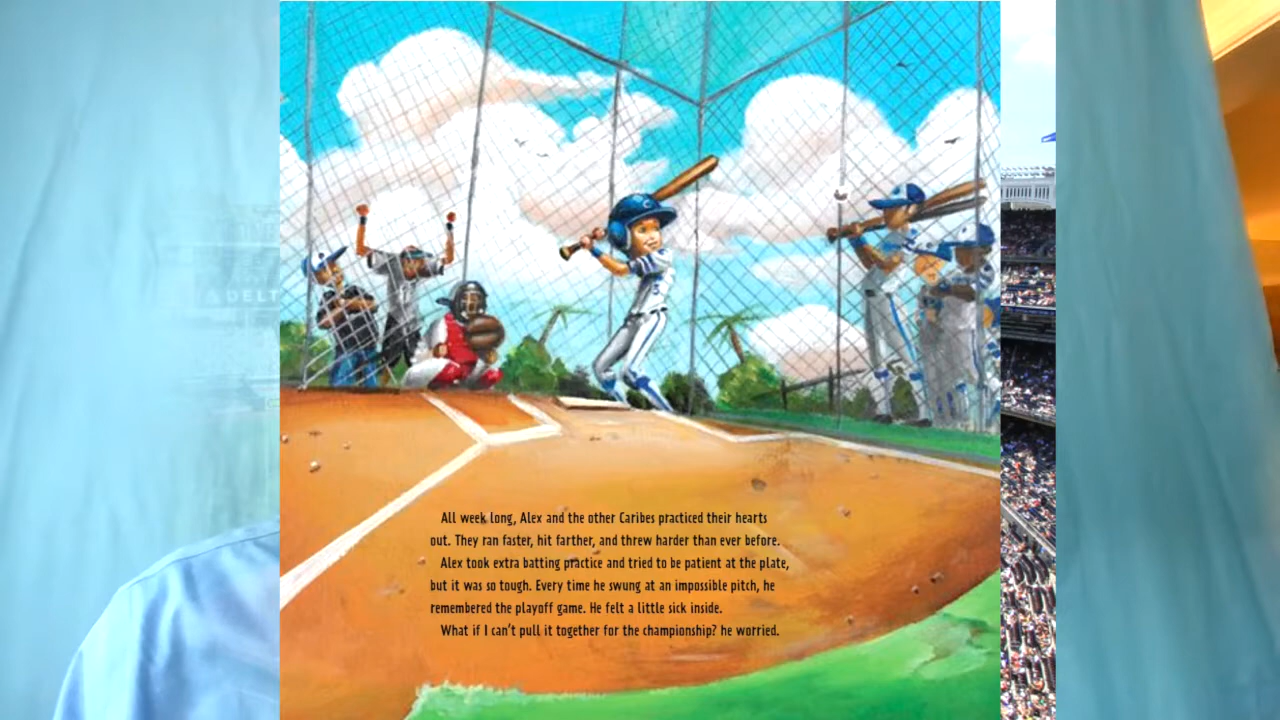 DELT
All week long, Alex and the other Caribes practiced their hearts
out. They ran faster, hit farther, and threw harder than ever before.
Alex took extra batting practice and tried to be patient at the plate,
but it was so tough. Every time he swung at an impossible pitch, he
remembered the playoff game. He felt a little sick inside.
What if I can't pull it together for the championship? he worried.